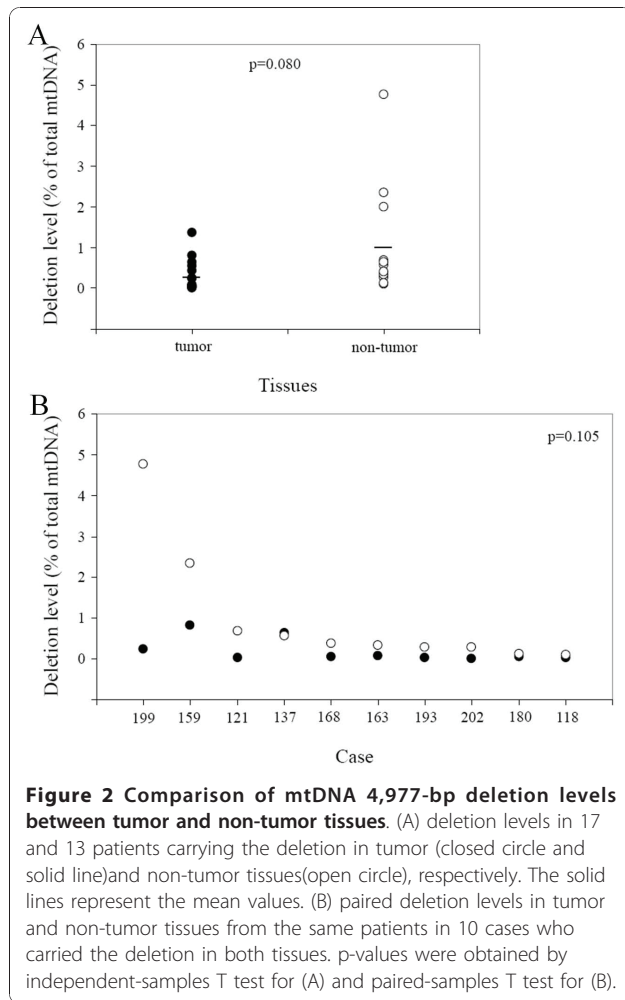 A
6
5
4
3
2
1
0
Deletion level (% of total mtDNA)
p=0.080
tumor non-tumor
Tissues
B
6
5
4
3
2
1
0
Deletion level (% of total mtDNA)
p=0.105
199 159 121 137 168 163 193 202 180 118
Case
Figure 2 Comparison of mtDNA 4,977-bp deletion levels
between tumor and non-tumor tissues. (A) deletion levels in 17
and 13 patients carrying the deletion in tumor (closed circle and
solid line)and non-tumor tissues(open circle), respectively. The solid
lines represent the mean values. (B) paired deletion levels in tumor
and non-tumor tissues from the same patients in 10 cases who
carried the deletion in both tissues. p-values were obtained by
independent-samples T test for (A) and paired-samples T test for (B).